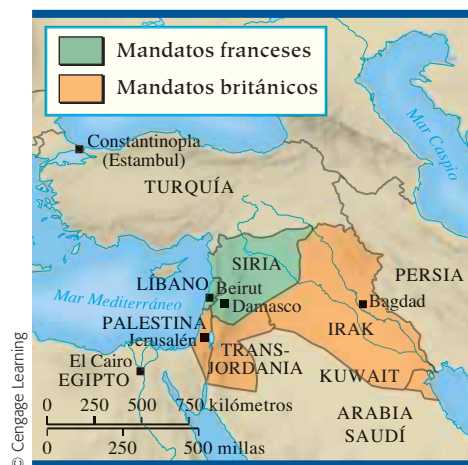 Mandatos franceses
Mandatos británicos
Mar Caspio
Constantinopla
(Estambul)
TURQUÍA
SIRIA
PERSIA
LÍBANO
Beirut
Mar Mediterráneo
Damasco
Bagdad
PALESTINA
Jerusalén
TRANS-
JORDANIA
IRAK
El Cairo
EGIPTO
KUWAIT
ARABIA
SAUDÍ
0 250 500 750 kilómetros
0 250 500 millas
© Cengage Learning